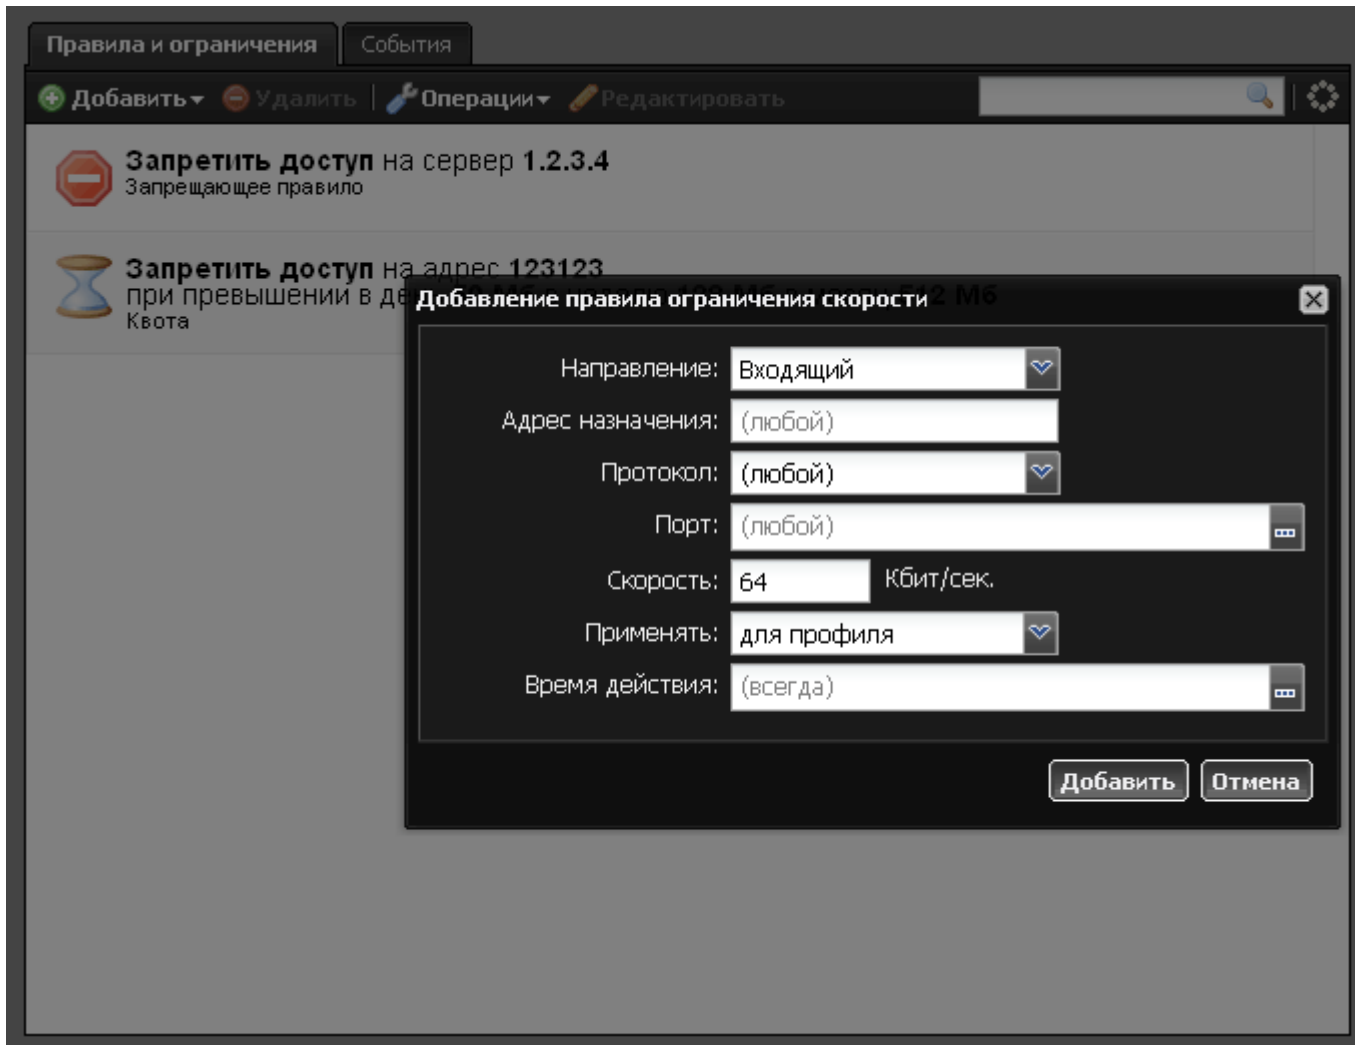 Правила и ограничения
События
Добавить
Удалить
Операции
Редактировать
Запретить доступ на сервер 1.2.3.4
Запрещающее правило
Запретить доступ на адрес 123123
при превышении в
Квота
Добавление правила ограничения скорости
Направление: Входящий
Адрес назначения: (любой)
Протокол: (любой)
Порт: (любой)
Скорость: 64 Кбит/сек.
Применять: для профиля
Время действия: (всегда)
Добавить
Отмена